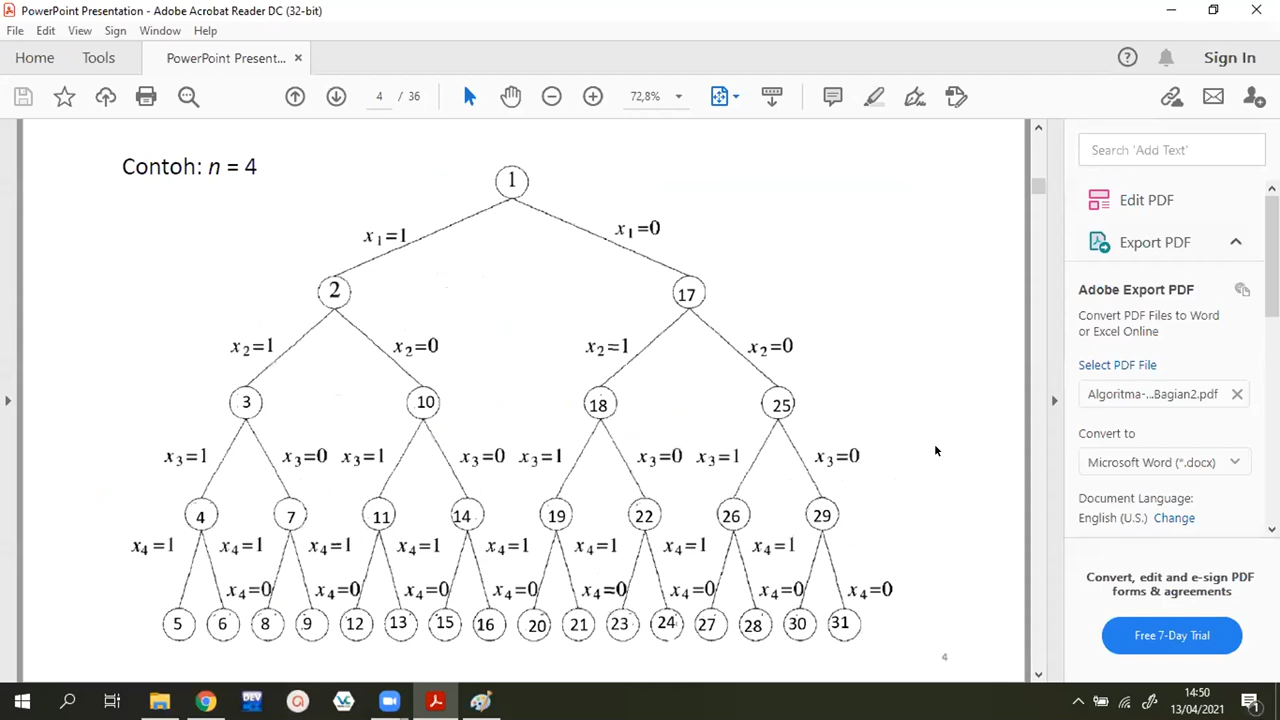 PowerPoint Presentation - Adobe Acrobat Reader DC (32-bit)
File Edit View Sign Window Help
Home Tools PowerPoint Present... × Sign In
4 / 36 72,8%
Contoh: n = 4
1
x1=1 x1=0
2 17
x2=1 x2=0 x2=1 x2=0
3 10 18 25
x3=1 x3=0 x3=1 x3=0 x3=1 x3=0 x3=1 x3=0
4 7 11 14 19 22 26 29
x4=1 x4=1 x4=1 x4=1 x4=1 x4=1 x4=1 x4=1
x4=0 x4=0 x4=0 x4=0 x4=0 x4=0 x4=0 x4=0
5 6 8 9 12 13 15 16 20 21 23 24 27 28 30 31
4
Search 'Add Text'
Edit PDF
Export PDF
Adobe Export PDF
Convert PDF Files to Word
or Excel Online
Select PDF File
Algoritma-...Bagian2.pdf
Convert to
Microsoft Word (*.docx)
Document Language:
English (U.S.) Change
Convert, edit and e-sign PDF
forms & agreements
Free 7-Day Trial
DEV
14:50
13/04/2021